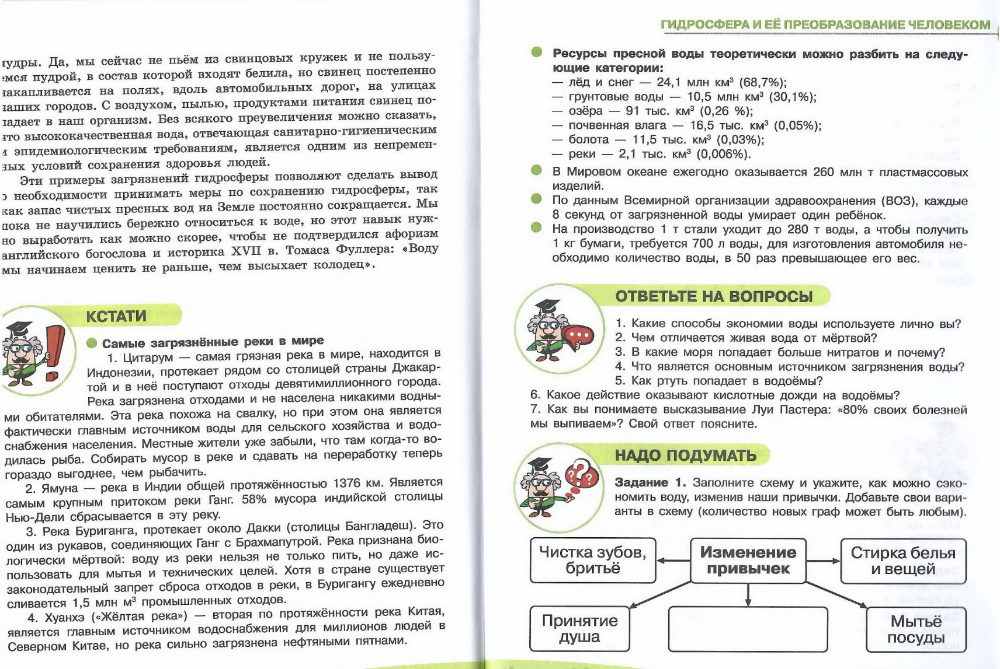 пудры. Да, мы сейчас не пьём из свинцовых кружек и не пользу-
емся пудрой, в состав которой входят белила, но свинец постепенно
накапливается на полях, вдоль автомобильных дорог, на улицах
наших городов. С воздухом, пылью, продуктами питания свинец по-
падает в наш организм. Без всякого преувеличения можно сказать,
что высококачественная вода, отвечающая санитарно-гигиеническим
и эпидемиологическим требованиям, является одним из непремен-
ных условий сохранения здоровья людей.
Эти примеры загрязнений гидросферы позволяют сделать вывод
о необходимости принимать меры по сохранению гидросферы, так
как запас чистых пресных вод на Земле постоянно сокращается. Мы
пока не научились бережно относиться к воде, но этот навык нуж-
но выработать как можно скорее, чтобы не подтвердился афоризм
английского богослова и историка XVII в. Томаса Фуллера: «Воду
мы начинаем ценить не раньше, чем высыхает колодец».
КСТАТИ
Самые загрязнённые реки в мире
1. Цитарум — самая грязная река в мире, находится в
Индонезии, протекает рядом со столицей страны Джакар-
той и в неё поступают отходы девятимиллионного города.
Река загрязнена отходами и не населена никакими водны-
ми обитателями. Эта река похожа на свалку, но при этом она является
фактически главным источником воды для сельского хозяйства и водо-
снабжения населения. Местные жители уже забыли, что там когда-то во-
дилась рыба. Собирать мусор в реке и сдавать на переработку теперь
гораздо выгоднее, чем рыбачить.
2. Ямуна — река в Индии общей протяжённостью 1376 км. Является
самым крупным притоком реки Ганг. 58% мусора индийской столицы
Нью-Дели сбрасывается в эту реку.
3. Река Буриганга, протекает около Дакки (столицы Бангладеш). Это
один из рукавов, соединяющих Ганг с Брахмапутрой. Река признана био-
логически мёртвой: воду из реки нельзя не только пить, но даже ис-
пользовать для мытья и технических целей. Хотя в стране существует
законодательный запрет сброса отходов в реки, в Буригангу ежедневно
сливается 1,5 млн м³ промышленных отходов.
4. Хуанхэ («Жёлтая река») — вторая по протяжённости река Китая,
является главным источником водоснабжения для миллионов людей в
Северном Китае, но река сильно загрязнена нефтяными пятнами.
ГИДРОСФЕРА И ЕЁ ПРЕОБРАЗОВАНИЕ ЧЕЛОВЕКОМ
Ресурсы пресной воды теоретически можно разбить на следу-
ющие категории:
— лёд и снег — 24,1 млн км³ (68,7%);
— грунтовые воды — 10,5 млн км³ (30,1%);
— озёра — 91 тыс. км³ (0,26 %);
— почвенная влага — 16,5 тыс. км³ (0,05%);
— болота — 11,5 тыс. км³ (0,03%);
— реки — 2,1 тыс. км³ (0,006%).
В Мировом океане ежегодно оказывается 260 млн т пластмассовых
изделий.
По данным Всемирной организации здравоохранения (ВОЗ), каждые
8 секунд от загрязненной воды умирает один ребёнок.
На производство 1 т стали уходит до 280 т воды, а чтобы получить
1 кг бумаги, требуется 700 л воды, для изготовления автомобиля не-
обходимо количество воды, в 50 раз превышающее его вес.
ОТВЕТЬТЕ НА ВОПРОСЫ
1. Какие способы экономии воды используете лично вы?
2. Чем отличается живая вода от мёртвой?
3. В какие моря попадает больше нитратов и почему?
4. Что является основным источником загрязнения воды?
5. Как ртуть попадает в водоёмы?
6. Какое действие оказывают кислотные дожди на водоёмы?
7. Как вы понимаете высказывание Луи Пастера: «80% своих болезней
мы выпиваем»? Свой ответ поясните.
НАДО ПОДУМАТЬ
Задание 1. Заполните схему и укажите, как можно сэко-
номить воду, изменив наши привычки. Добавьте свои вари-
анты в схему (количество новых граф может быть любым).
Чистка зубов,
бритьё
Изменение
привычек
Стирка белья
и вещей
Принятие
душа
Мытьё
посуды